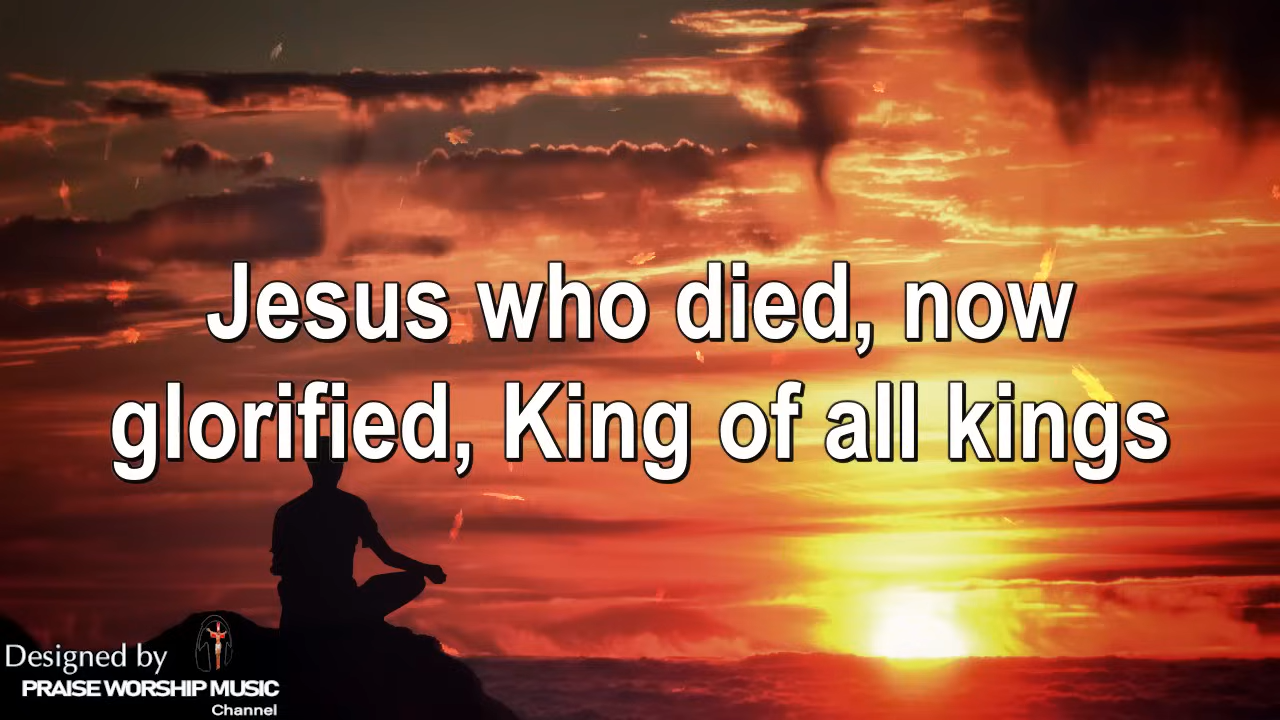 Jesus who died, now
glorified, King of all kings
Designed by
PRAISE WORSHIP MUSIC
Channel